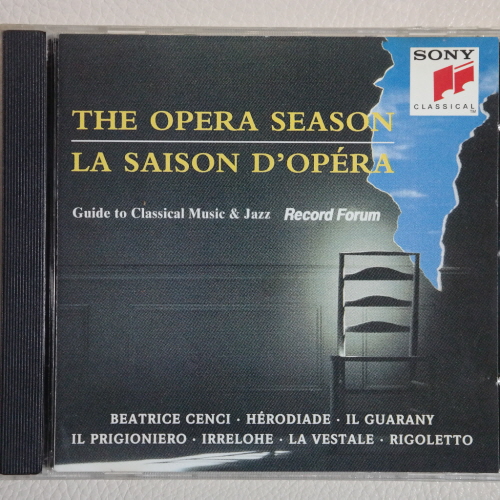 SONY
CLASSICAL™
THE OPERA SEASON
LA SAISON D'OPÉRA
Guide to Classical Music & Jazz Record Forum
BEATRICE CENCI · HÉRODIADE · IL GUARANY
IL PRIGIONIERO · IRRELOHE · LA VESTALE · RIGOLETTO